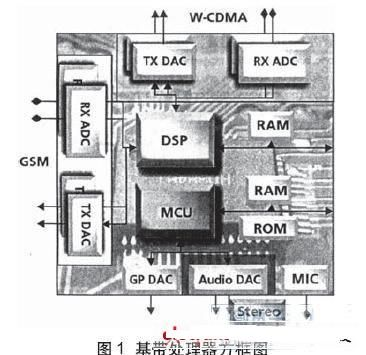 W-CDMA
TX DAC
RX ADC
RX ADC
GSM
DSP
RAM
MCU
RAM
ROM
TX DAC
GP DAC
Audio DAC
MIC
Stereo
图1 基带处理器方框图